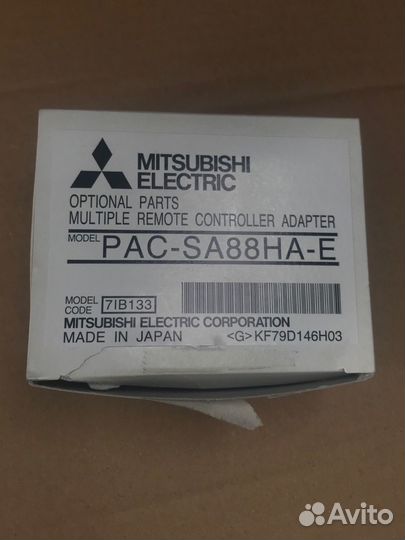 MITSUBISHI
ELECTRIC
OPTIONAL PARTS
MULTIPLE REMOTE CONTROLLER ADAPTER
MODEL PAC-SA88HA-E
MODEL CODE 7IB133
MITSUBISHI ELECTRIC CORPORATION
MADE IN JAPAN <G>KF79D146H03
Avito